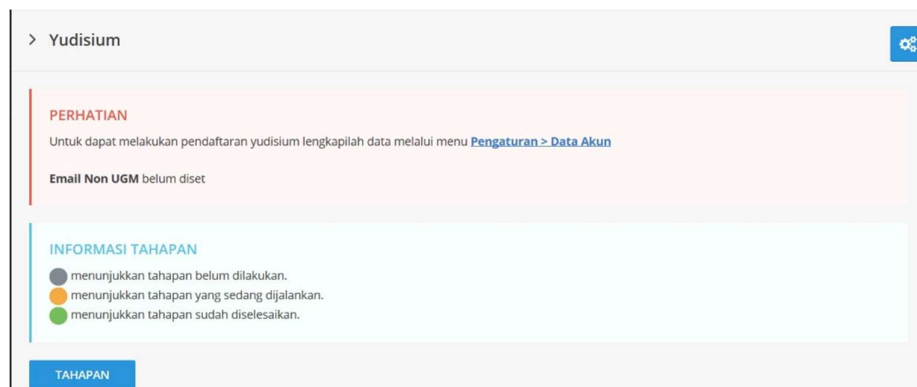 Yudisium
PERHATIAN
Untuk dapat melakukan pendaftaran yudisium lengkapilah data melalui menu Pengaturan > Data Akun
Email Non UGM belum diset
INFORMASI TAHAPAN
menunjukkan tahapan belum dilakukan.
menunjukkan tahapan yang sedang dijalankan.
menunjukkan tahapan sudah diselesaikan.
TAHAPAN